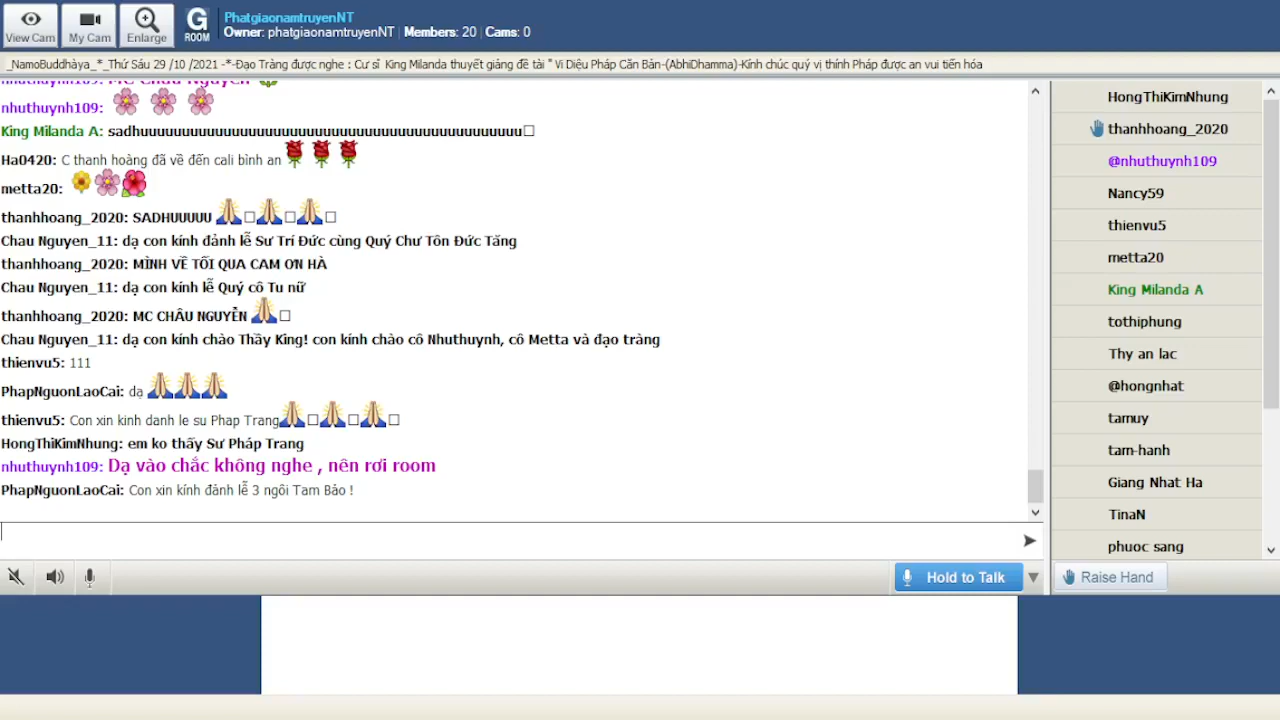 View Cam
My Cam
Enlarge
G
ROOM
PhatgiaonamtruyenNT
Owner: phatgiaonamtruyenNT | Members: 20 | Cams: 0
_NamoBuddhàya_*_Thứ Sáu 29 /10 /2021 -*-Đạo Tràng được nghe : Cư sĩ King Milanda thuyết giảng đề tài " Vi Diệu Pháp Căn Bản-(AbhiDhamma)-Kính chúc quý vị thính Pháp được an vui tiến hóa
nhuthuynh109: MC Châu Nguyên
nhuthuynh109:
King Milanda A: sadhuuuuuuuuuuuuuuuuuuuuuuuuuuuuuuuuuuuuuuuuuuuuuuu
Ha0420: C thanh hoàng đã về đến cali bình an
metta20:
thanhhoang_2020: SADHUUUUU
Chau Nguyen_11: dạ con kính đảnh lễ Sư Trí Đức cùng Quý Chư Tôn Đức Tăng
thanhhoang_2020: MÌNH VỀ TỐI QUA CAM ƠN HÀ
Chau Nguyen_11: dạ con kính lễ Quý cô Tu nữ
thanhhoang_2020: MC CHÂU NGUYỄN
Chau Nguyen_11: dạ con kính chào Thầy King! con kính chào cô Nhuthuynh, cô Metta và đạo tràng
thienvu5: 111
PhapNguonLaoCai: dạ
thienvu5: Con xin kinh danh le su Phap Trang
HongThiKimNhung: em ko thấy Sư Pháp Trang
nhuthuynh109: Dạ vào chắc không nghe , nên rơi room
PhapNguonLaoCai: Con xin kính đảnh lễ 3 ngôi Tam Bảo !
Hold to Talk
HongThiKimNhung
thanhhoang_2020
@nhuthuynh109
Nancy59
thienvu5
metta20
King Milanda A
tothiphung
Thy an lac
@hongnhat
tamuy
tam-hanh
Giang Nhat Ha
TinaN
phuoc sang
Raise Hand